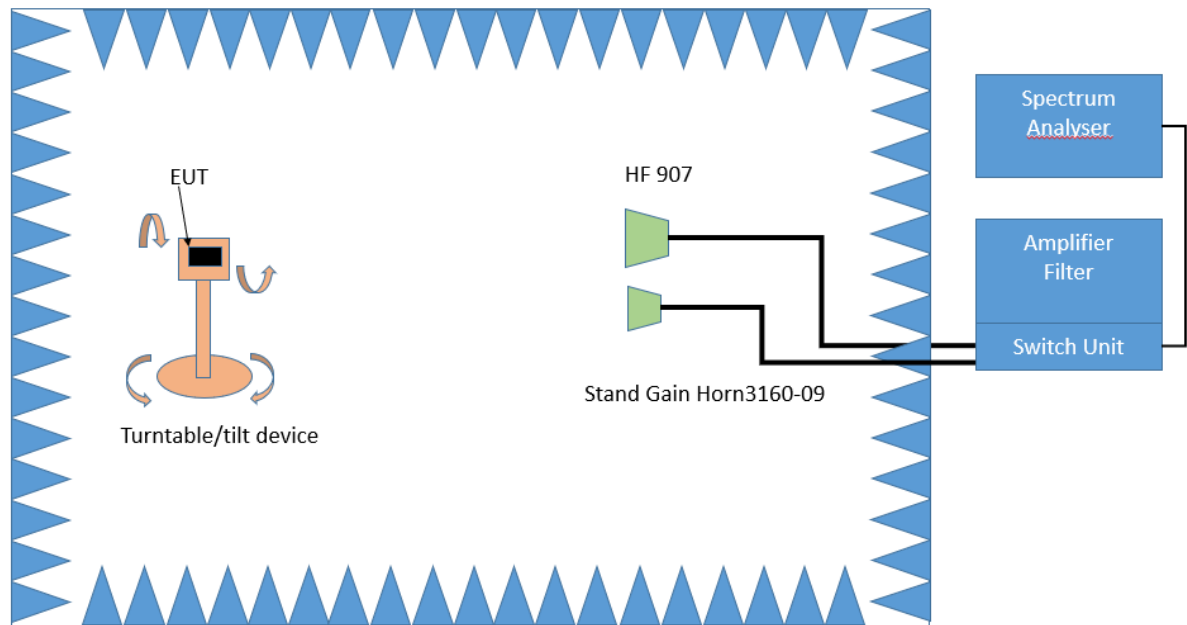 Spectrum
Analyser
EUT
HF 907
Amplifier
Filter
Switch Unit
Stand Gain Horn3160-09
Turntable/tilt device